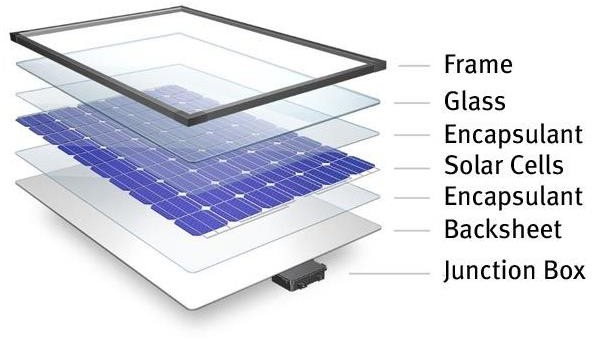 Frame
Glass
Encapsulant
Solar Cells
Encapsulant
Backsheet
Junction Box